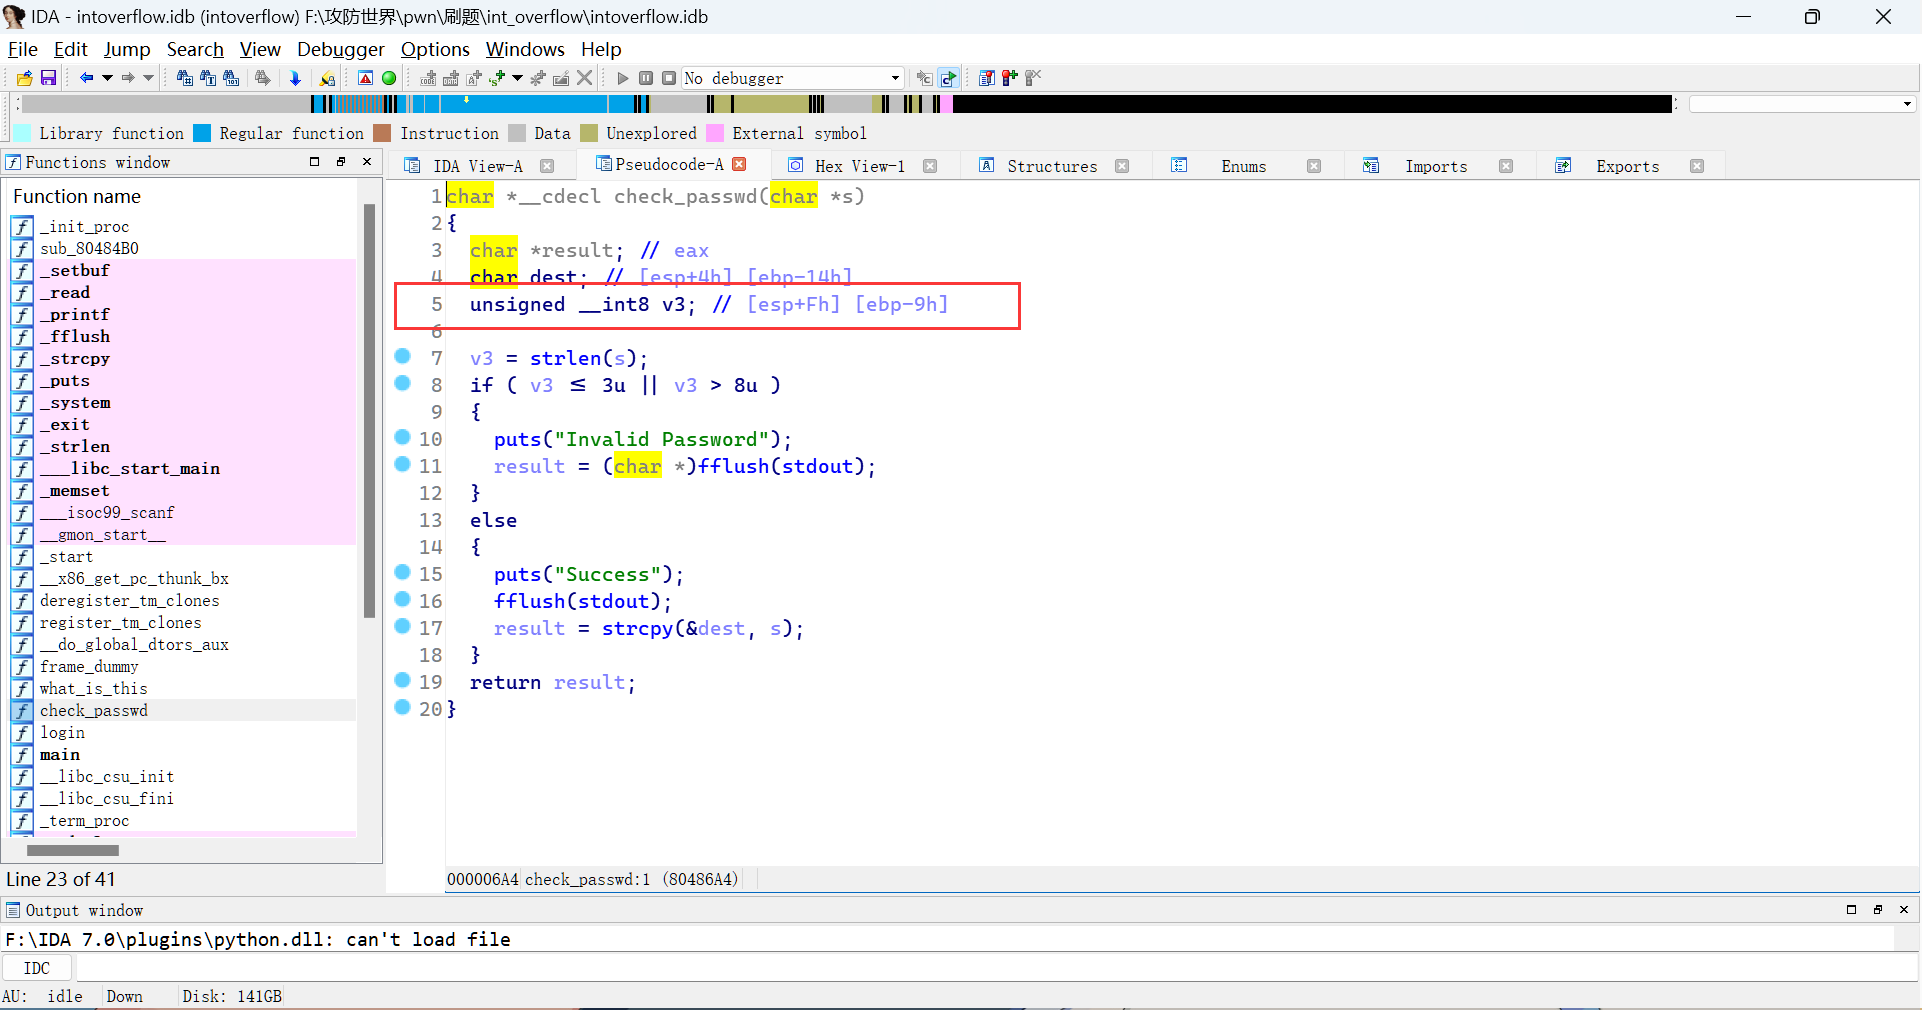 IDA - intoverflow.idb (intoverflow) F:\攻防世界\pwn\刷题\int_overflow\intoverflow.idb
File Edit Jump Search View Debugger Options Windows Help
No debugger
Library function Regular function Instruction Data Unexplored External symbol
Functions window
IDA View-A Pseudocode-A Hex View-1 Structures Enums Imports Exports
Function name
_init_proc
sub_80484B0
_setbuf
_read
_printf
_fflush
_strcpy
_puts
_system
_exit
_strlen
___libc_start_main
_memset
___isoc99_scanf
__gmon_start__
_start
__x86_get_pc_thunk_bx
deregister_tm_clones
register_tm_clones
__do_global_dtors_aux
frame_dummy
what_is_this
check_passwd
login
main
__libc_csu_init
__libc_csu_fini
_term_proc
Line 23 of 41
1 char *__cdecl check_passwd(char *s)
2 {
3 char *result; // eax
4 char dest; // [esp+4h] [ebp-14h]
5 unsigned __int8 v3; // [esp+Fh] [ebp-9h]
6
7 v3 = strlen(s);
8 if ( v3 <= 3u || v3 > 8u )
9 {
10 puts("Invalid Password");
11 result = (char *)fflush(stdout);
12 }
13 else
14 {
15 puts("Success");
16 fflush(stdout);
17 result = strcpy(&dest, s);
18 }
19 return result;
20 }
000006A4 check_passwd:1 (80486A4)
Output window
F:\IDA 7.0\plugins\python.dll: can't load file
IDC
AU: idle Down Disk: 141GB